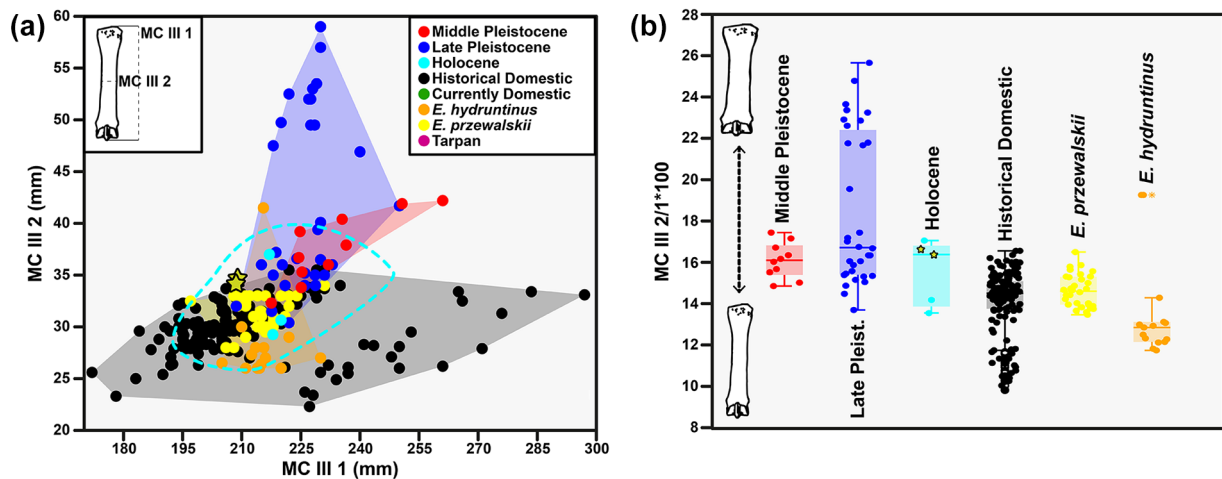 (a)
MC III 1
MC III 2
Middle Pleistocene
Late Pleistocene
Holocene
Historical Domestic
Currently Domestic
E. hydruntinus
E. przewalskii
Tarpan
MC III 2 (mm)
60
55
50
45
40
35
30
25
20
180 195 210 225 240 255 270 285 300
MC III 1 (mm)
(b)
MC III 2/1*100
28
26
24
22
20
18
16
14
12
10
8
Middle Pleistocene
Late Pleist.
Holocene
Historical Domestic
E. przewalskii
E. hydruntinus